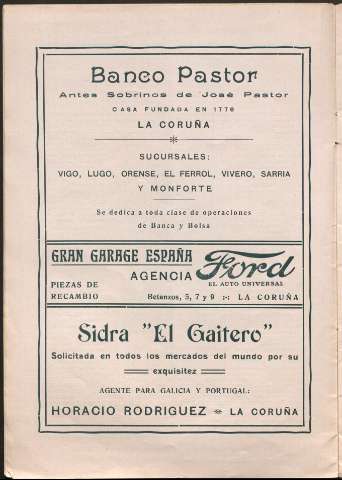 Banco Pastor
Antes Sobrinos de José Pastor
CASA FUNDADA EN 1776
LA CORUÑA
SUCURSALES:
VIGO, LUGO, ORENSE, EL FERROL, VIVERO, SARRIA
Y MONFORTE
Se dedica a toda clase de operaciones
de Banca y Bolsa
GRAN GARAGE ESPAÑA
AGENCIA Ford
EL AUTO UNIVERSAL
PIEZAS DE
RECAMBIO
Betanzos, 5, 7 y 9 :-: LA CORUÑA
Sidra "El Gaitero"
Solicitada en todos los mercados del mundo por su
exquisitez
AGENTE PARA GALICIA Y PORTUGAL:
HORACIO RODRIGUEZ LA CORUÑA